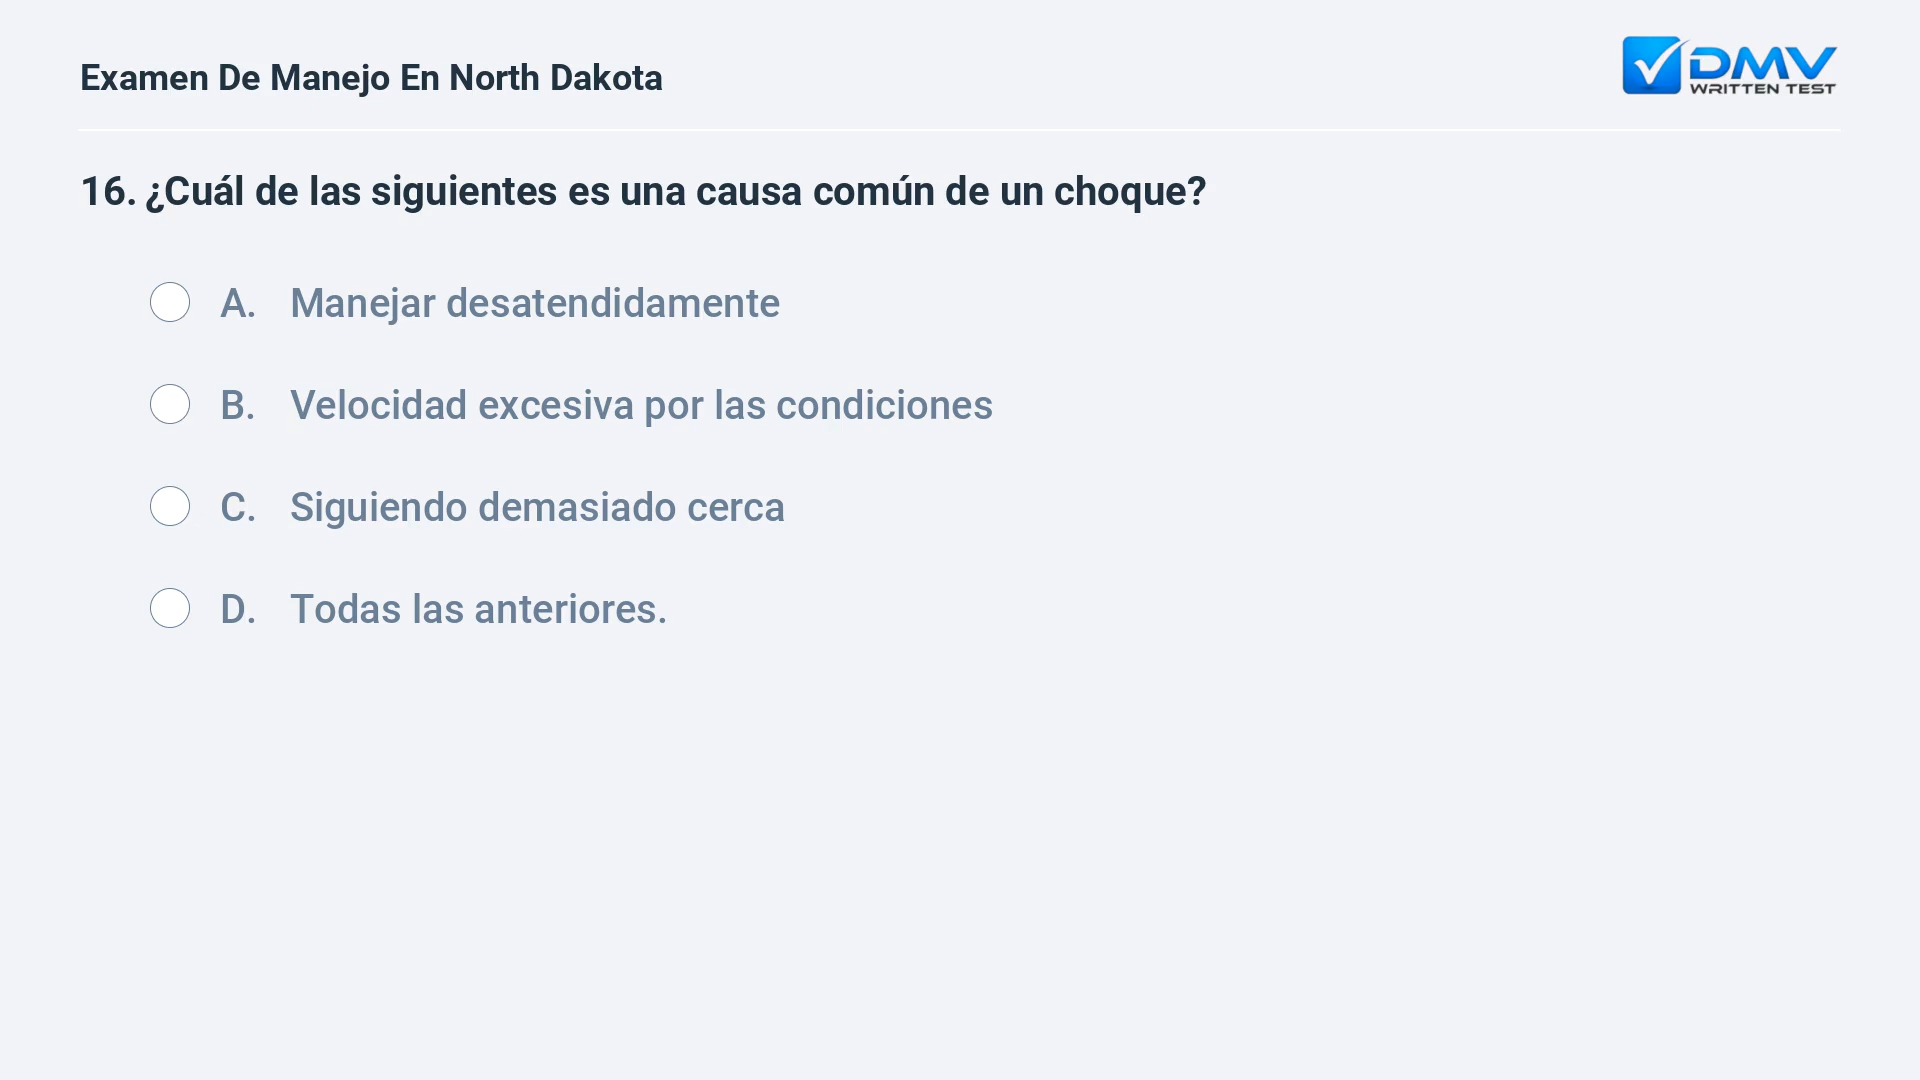 Examen De Manejo En North Dakota
DMV
WRITTEN TEST
16. ¿Cuál de las siguientes es una causa común de un choque?
A. Manejar desatendidamente
B. Velocidad excesiva por las condiciones
C. Siguiendo demasiado cerca
D. Todas las anteriores.